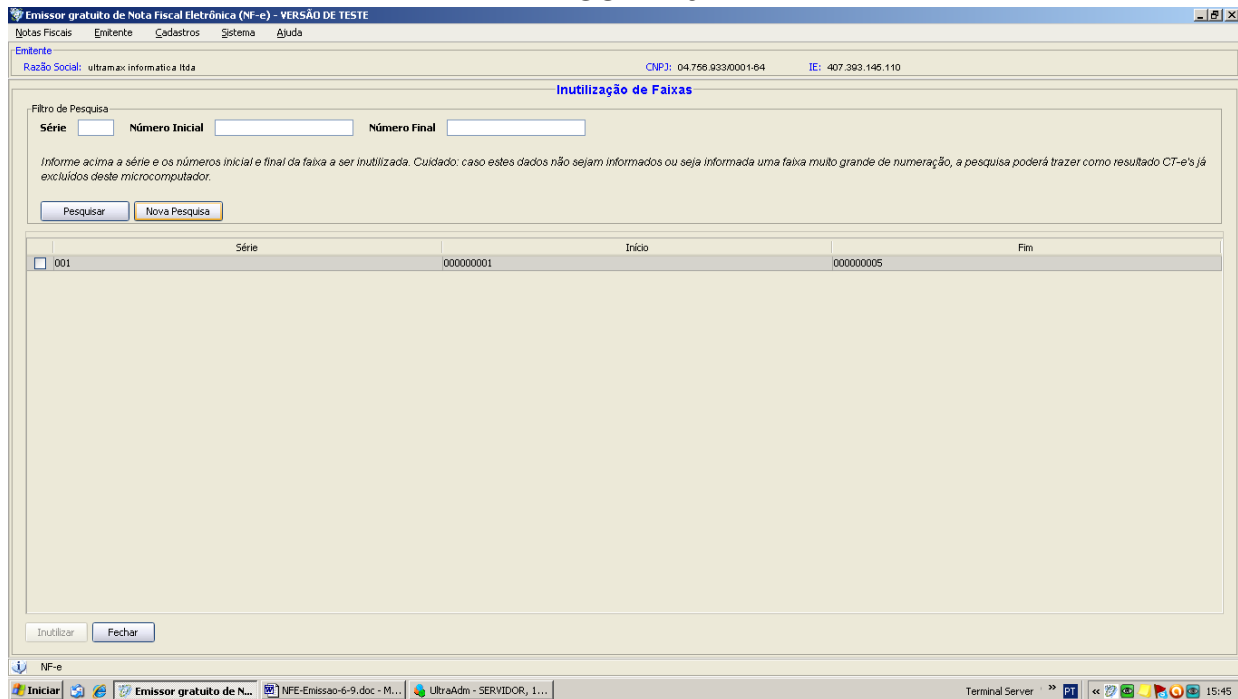 Emissor gratuito de Nota Fiscal Eletrônica (NF-e) - VERSÃO DE TESTE
Notas Fiscais Emitente Cadastros Sistema Ajuda
Emitente
Razão Social: ultramax informatica ltda CNPJ: 04.756.933/0001-64 IE: 407.393.145.110
Inutilização de Faixas
Filtro de Pesquisa
Série Número Inicial Número Final
Informe acima a série e os números inicial e final da faixa a ser inutilizada. Cuidado: caso estes dados não sejam informados ou seja informada uma faixa muito grande de numeração, a pesquisa poderá trazer como resultado CT-e's já
excluídos deste microcomputador.
Pesquisar Nova Pesquisa
Série Início Fim
001 000000001 000000005
Inutilizar Fechar
NF-e
Iniciar Emissor gratuito de N... NFE-Emissao-6-9.doc - M... UltraAdm - SERVIDOR, 1... Terminal Server » PT « 15:45